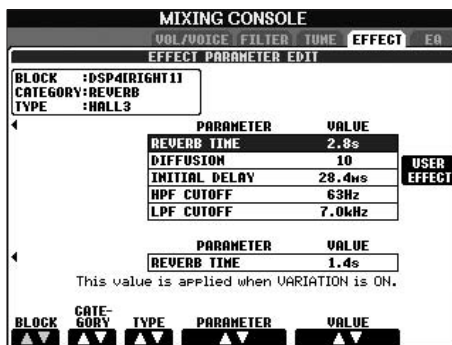 MIXING CONSOLE
VOL/VOICE FILTER TUNE EFFECT EQ
EFFECT PARAMETER EDIT
BLOCK :DSP4[RIGHT1]
CATEGORY:REVERB
TYPE :HALL3
PARAMETER VALUE
REVERB TIME 2.8s
DIFFUSION 10
INITIAL DELAY 28.4ms
HPF CUTOFF 63Hz
LPF CUTOFF 7.0kHz
USER
EFFECT
PARAMETER VALUE
REVERB TIME 1.4s
This value is applied when VARIATION is ON.
BLOCK CATE-
GORY TYPE PARAMETER VALUE